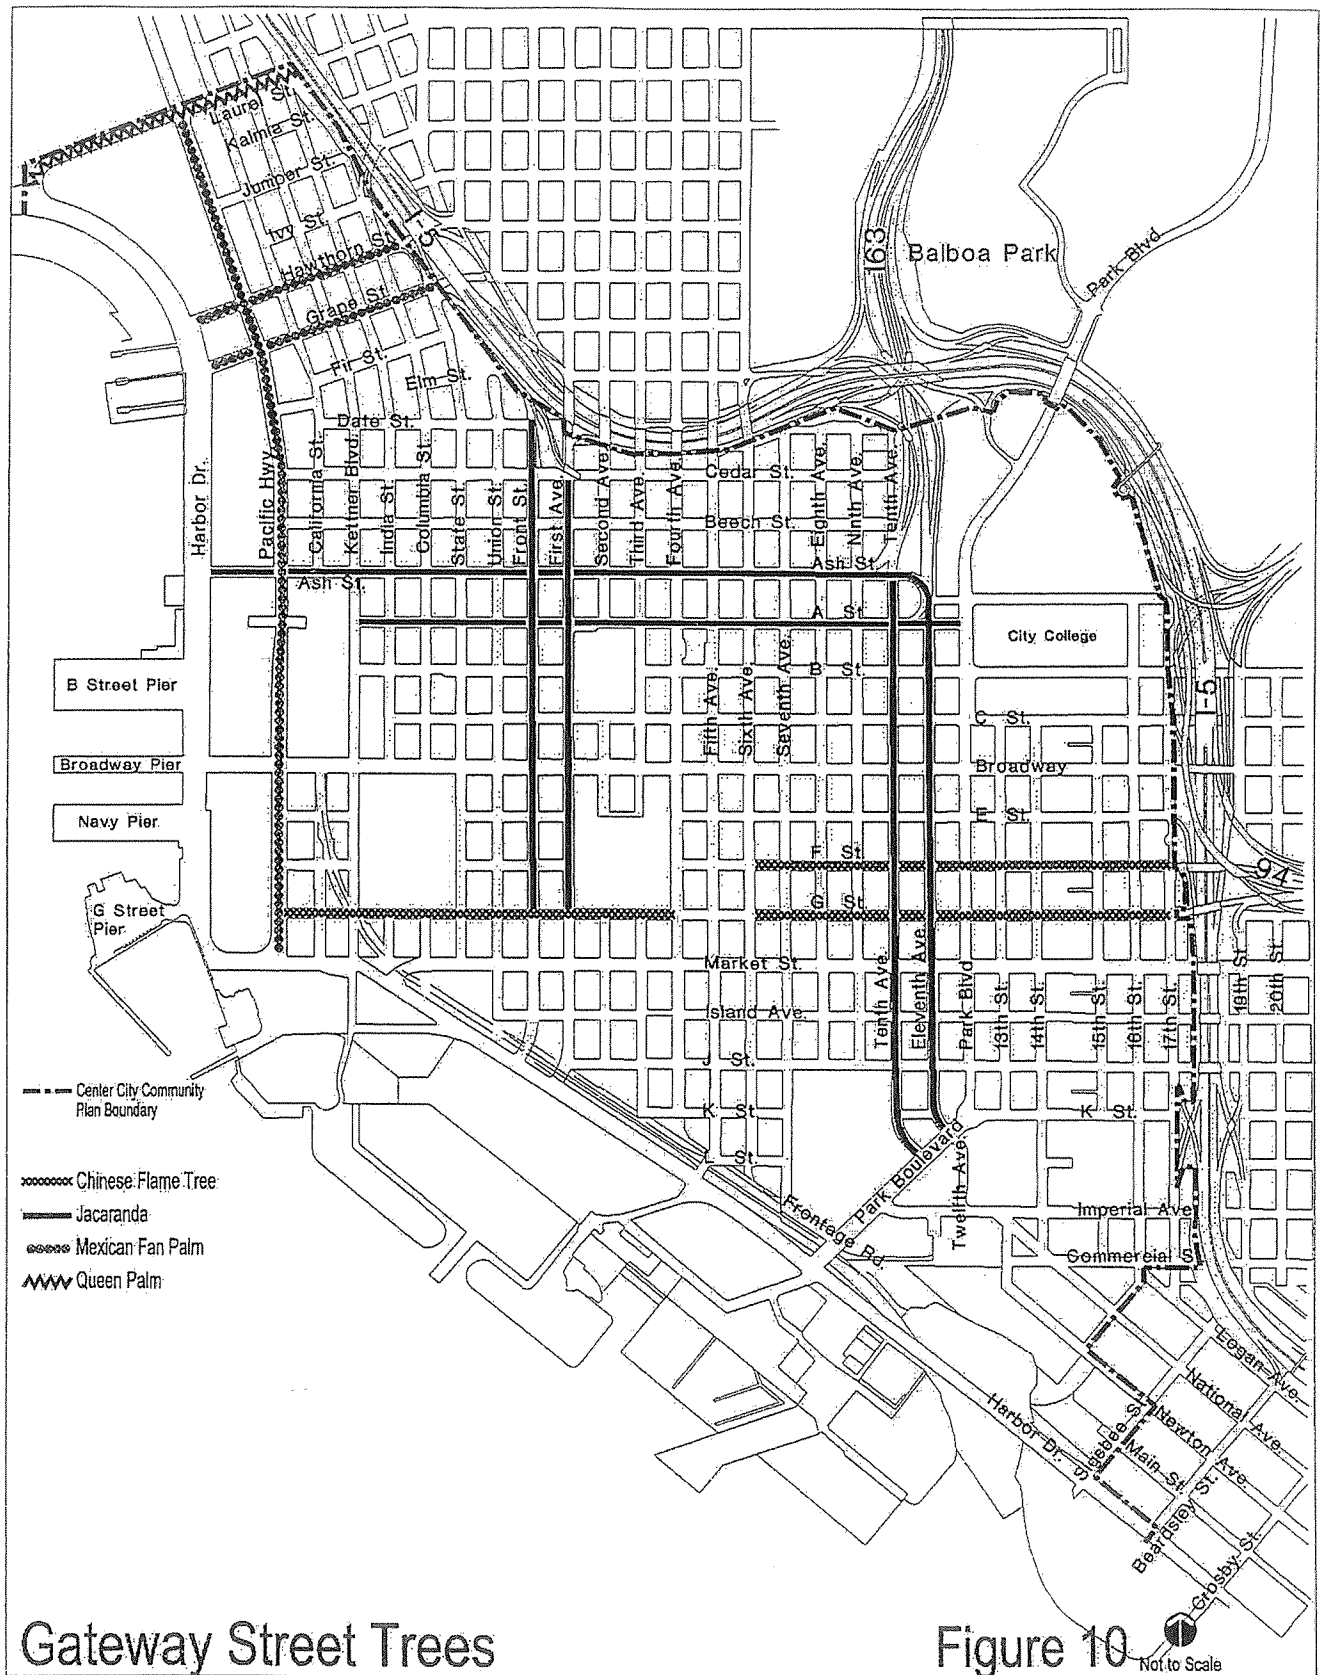 Laurel St.
Kalmia St.
Jumper St.
Ivy St.
Hawthorn St.
Grape St.
Fir St.
Elm St.
Date St.
I-5
163
Balboa Park
Park Blvd
Harbor Dr.
Pacific Hwy.
California St.
Kettner Blvd.
India St.
Columbia St.
State St.
Union St.
Front St.
First Ave.
Second Ave.
Third Ave.
Fourth Ave.
Cedar St.
Beech St.
Eighth Ave.
Ninth Ave.
Tenth Ave.
Ash St.
Ash St.
A St.
City College
B St.
Fifth Ave.
Sixth Ave.
Seventh Ave.
C St.
I-5
B Street Pier
Broadway Pier
Broadway
Navy Pier
E St.
F St.
94
G St.
G Street
Pier
Market St.
Island Ave.
Tenth Ave.
Eleventh Ave.
Park Blvd
13th St.
14th St.
15th St.
16th St.
17th St.
19th St.
20th St.
J St.
K St.
K St.
L St.
Center City Community
Plan Boundary
Chinese Flame Tree
Jacaranda
Mexican Fan Palm
Queen Palm
Park Boulevard
Twelfth Ave.
Frontege Rd.
Imperial Ave.
Commercial S
Logan Ave.
National Ave.
Newton Ave.
Main St.
Sigsbee S
Harbor Dr.
Beardsley St.
Crosby St.
Gateway Street Trees
Figure 10
Not to Scale